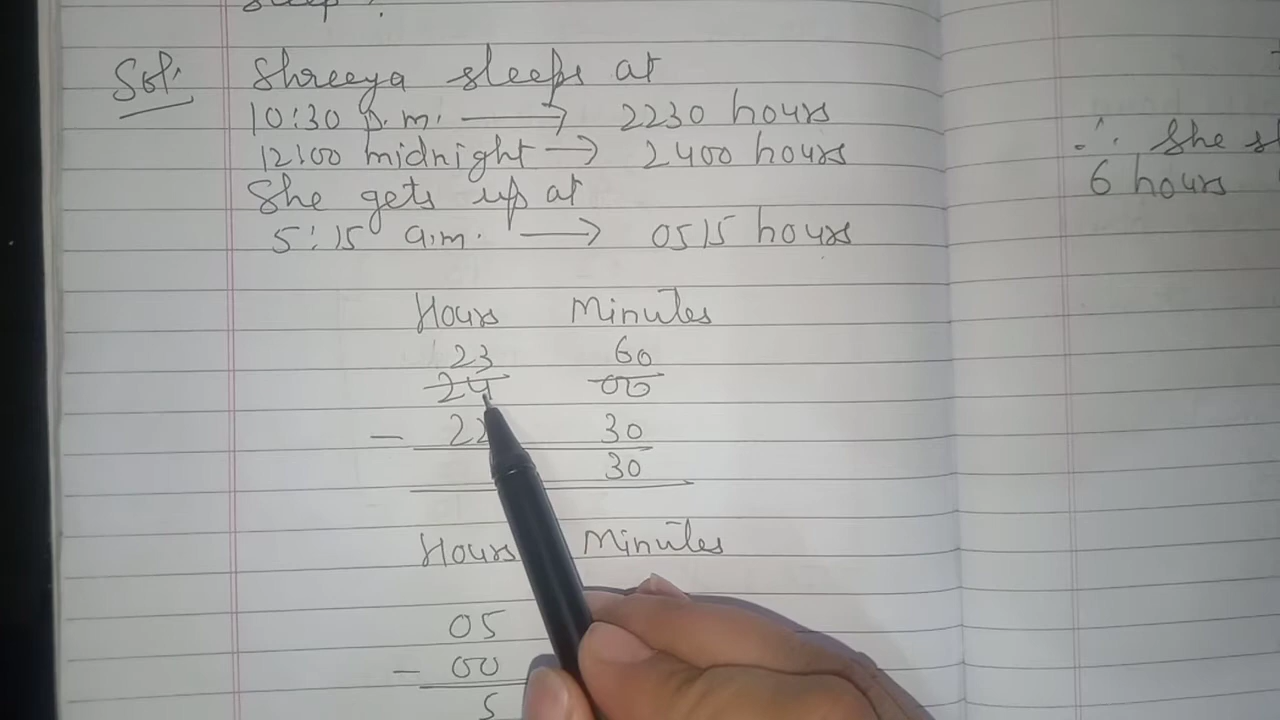 sleep?
Sol: Shreeya sleeps at
10:30 p.m. → 2230 hours
12:00 midnight → 2400 hours
She gets up at
5:15 a.m. → 0515 hours
Hours Minutes
23 60
24 00
- 22 30
30
Hours Minutes
05
- 00
5
∴ She
6 hours